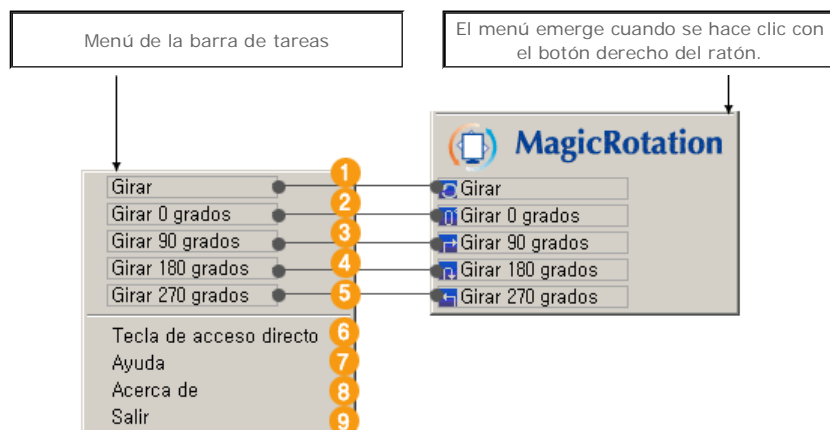 Menú de la barra de tareas
El menú emerge cuando se hace clic con
el botón derecho del ratón.
MagicRotation
Girar
1
Girar
Girar 0 grados
2
Girar 0 grados
Girar 90 grados
3
Girar 90 grados
Girar 180 grados
4
Girar 180 grados
Girar 270 grados
5
Girar 270 grados
Tecla de acceso directo
6
Ayuda
7
Acerca de
8
Salir
9